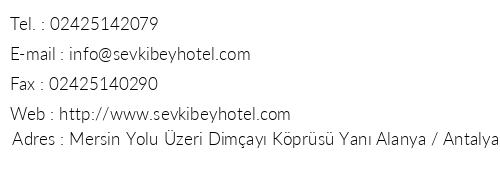 Tel. : 02425142079
E-mail : info@sevkibeyhotel.com
Fax : 02425140290
Web : http://www.sevkibeyhotel.com
Adres : Mersin Yolu Üzeri Dimçayı Köprüsü Yanı Alanya / Antalya